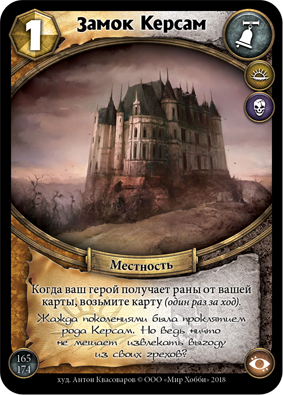 1
Замок Керсам
Местность
Когда ваш герой получает раны от вашей
карты, возьмите карту (один раз за ход).
Жажда поколениями была проклятием
рода Керсам. Но ведь ничто
не мешает извлекать выгоду
из своих грехов?
165
174
худ. Антон Квасоваров © ООО «Мир Хобби» 2018